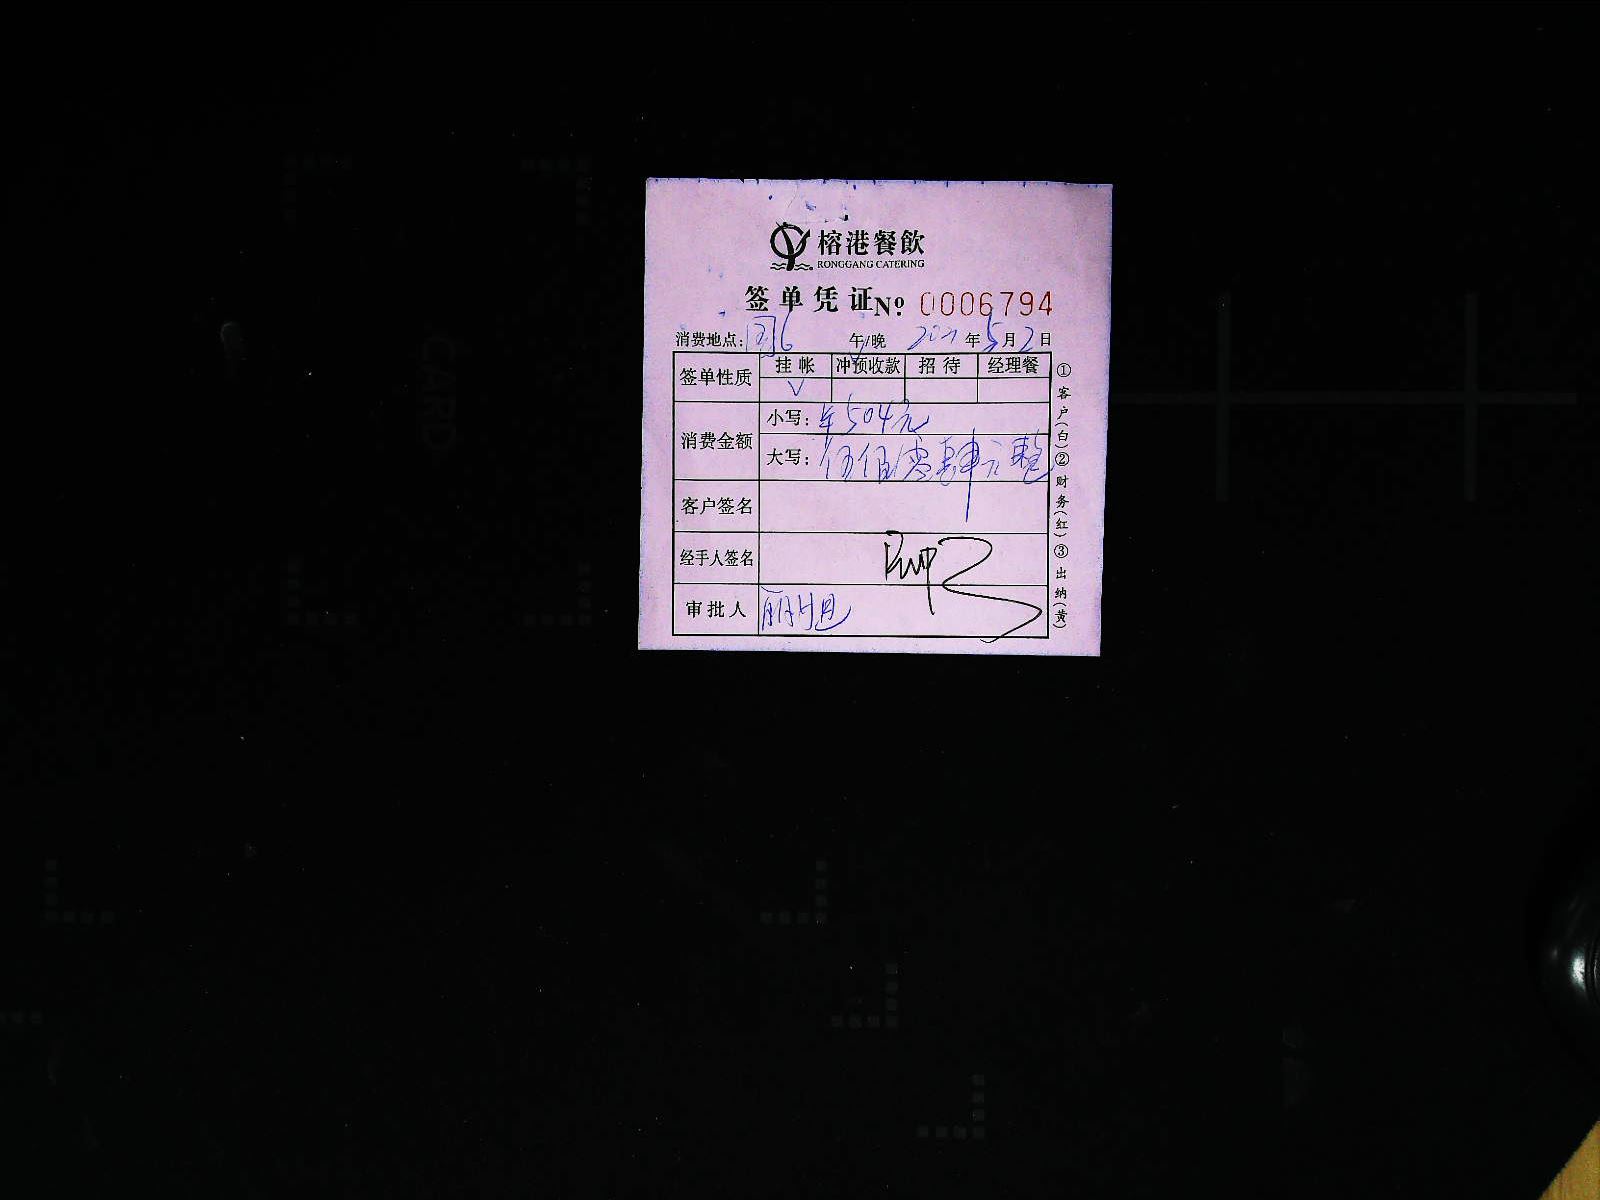 榕港餐飲
RONGGANG CATERING
签单凭证 No: 0006794
消费地点: 午/晚 年5月2日
签单性质 挂帐 冲预收款 招待 经理餐
√
消费金额 小写: ¥504元
大写: 伍佰零肆元整
客户签名
经手人签名
审批人
①客户(白)②财务(红)③出纳(黄)
CARD